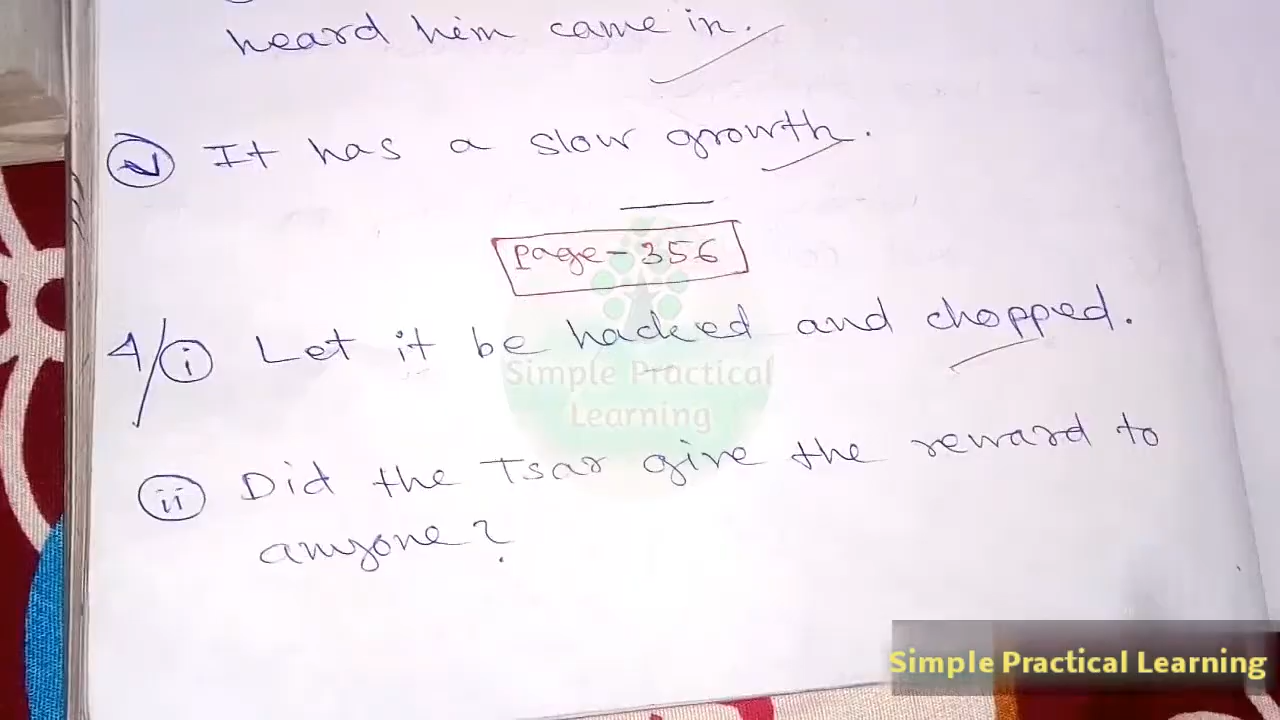 heard him came in.
v It has a slow growth.
Page-356
4/ i Let it be hacked and chopped.
Simple Practical
Learning
ii Did the Tsar give the reward to
anyone?
Simple Practical Learning